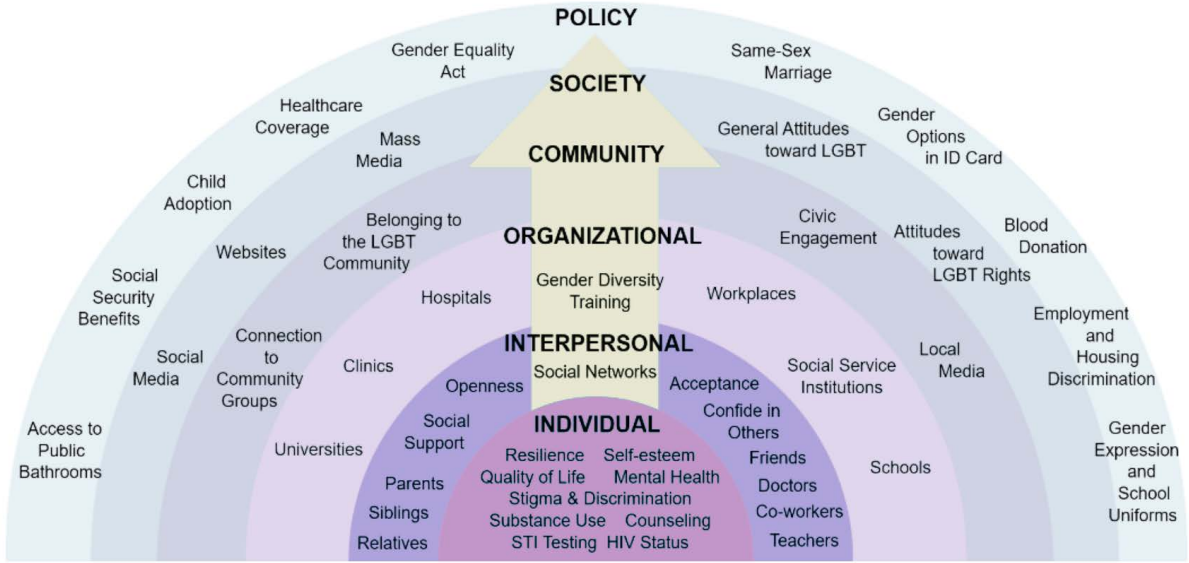 POLICY
Gender Equality
Act
Same-Sex
Marriage
Healthcare
Coverage
Gender
Options
in ID Card
Child
Adoption
Blood
Donation
Social
Security
Benefits
Employment
and
Housing
Discrimination
Access to
Public
Bathrooms
Gender
Expression
and
School
Uniforms
SOCIETY
Mass
Media
General Attitudes
toward LGBT
Websites
Attitudes
toward
LGBT Rights
Social
Media
COMMUNITY
Belonging to
the LGBT
Community
Civic
Engagement
Connection
to
Community
Groups
Local
Media
ORGANIZATIONAL
Gender Diversity
Training
Hospitals
Workplaces
Clinics
Social Service
Institutions
Universities
Schools
INTERPERSONAL
Social Networks
Openness
Acceptance
Social
Support
Confide in
Others
Parents
Friends
Siblings
Doctors
Relatives
Co-workers
Teachers
INDIVIDUAL
Resilience Self-esteem
Quality of Life Mental Health
Stigma & Discrimination
Substance Use Counseling
STI Testing HIV Status